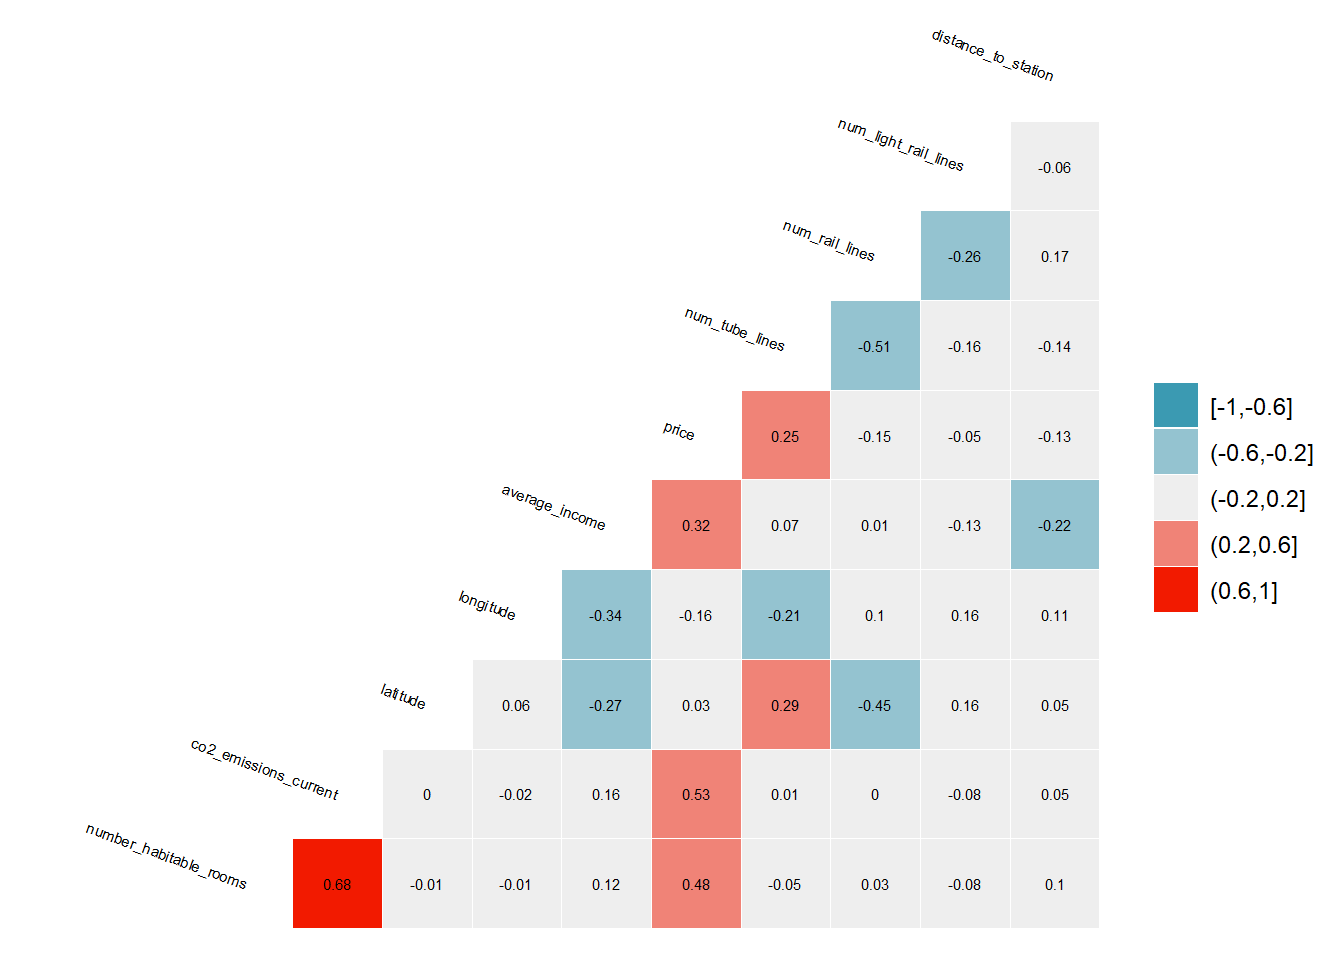 distance_to_station
num_light_rail_lines
-0.06
num_rail_lines
-0.26 0.17
num_tube_lines
-0.51 -0.16 -0.14
price
0.25 -0.15 -0.05 -0.13
average_income
0.32 0.07 0.01 -0.13 -0.22
longitude
-0.34 -0.16 -0.21 0.1 0.16 0.11
latitude
0.06 -0.27 0.03 0.29 -0.45 0.16 0.05
co2_emissions_current
0 -0.02 0.16 0.53 0.01 0 -0.08 0.05
number_habitable_rooms
0.68 -0.01 -0.01 0.12 0.48 -0.05 0.03 -0.08 0.1
[-1,-0.6]
(-0.6,-0.2]
(-0.2,0.2]
(0.2,0.6]
(0.6,1]